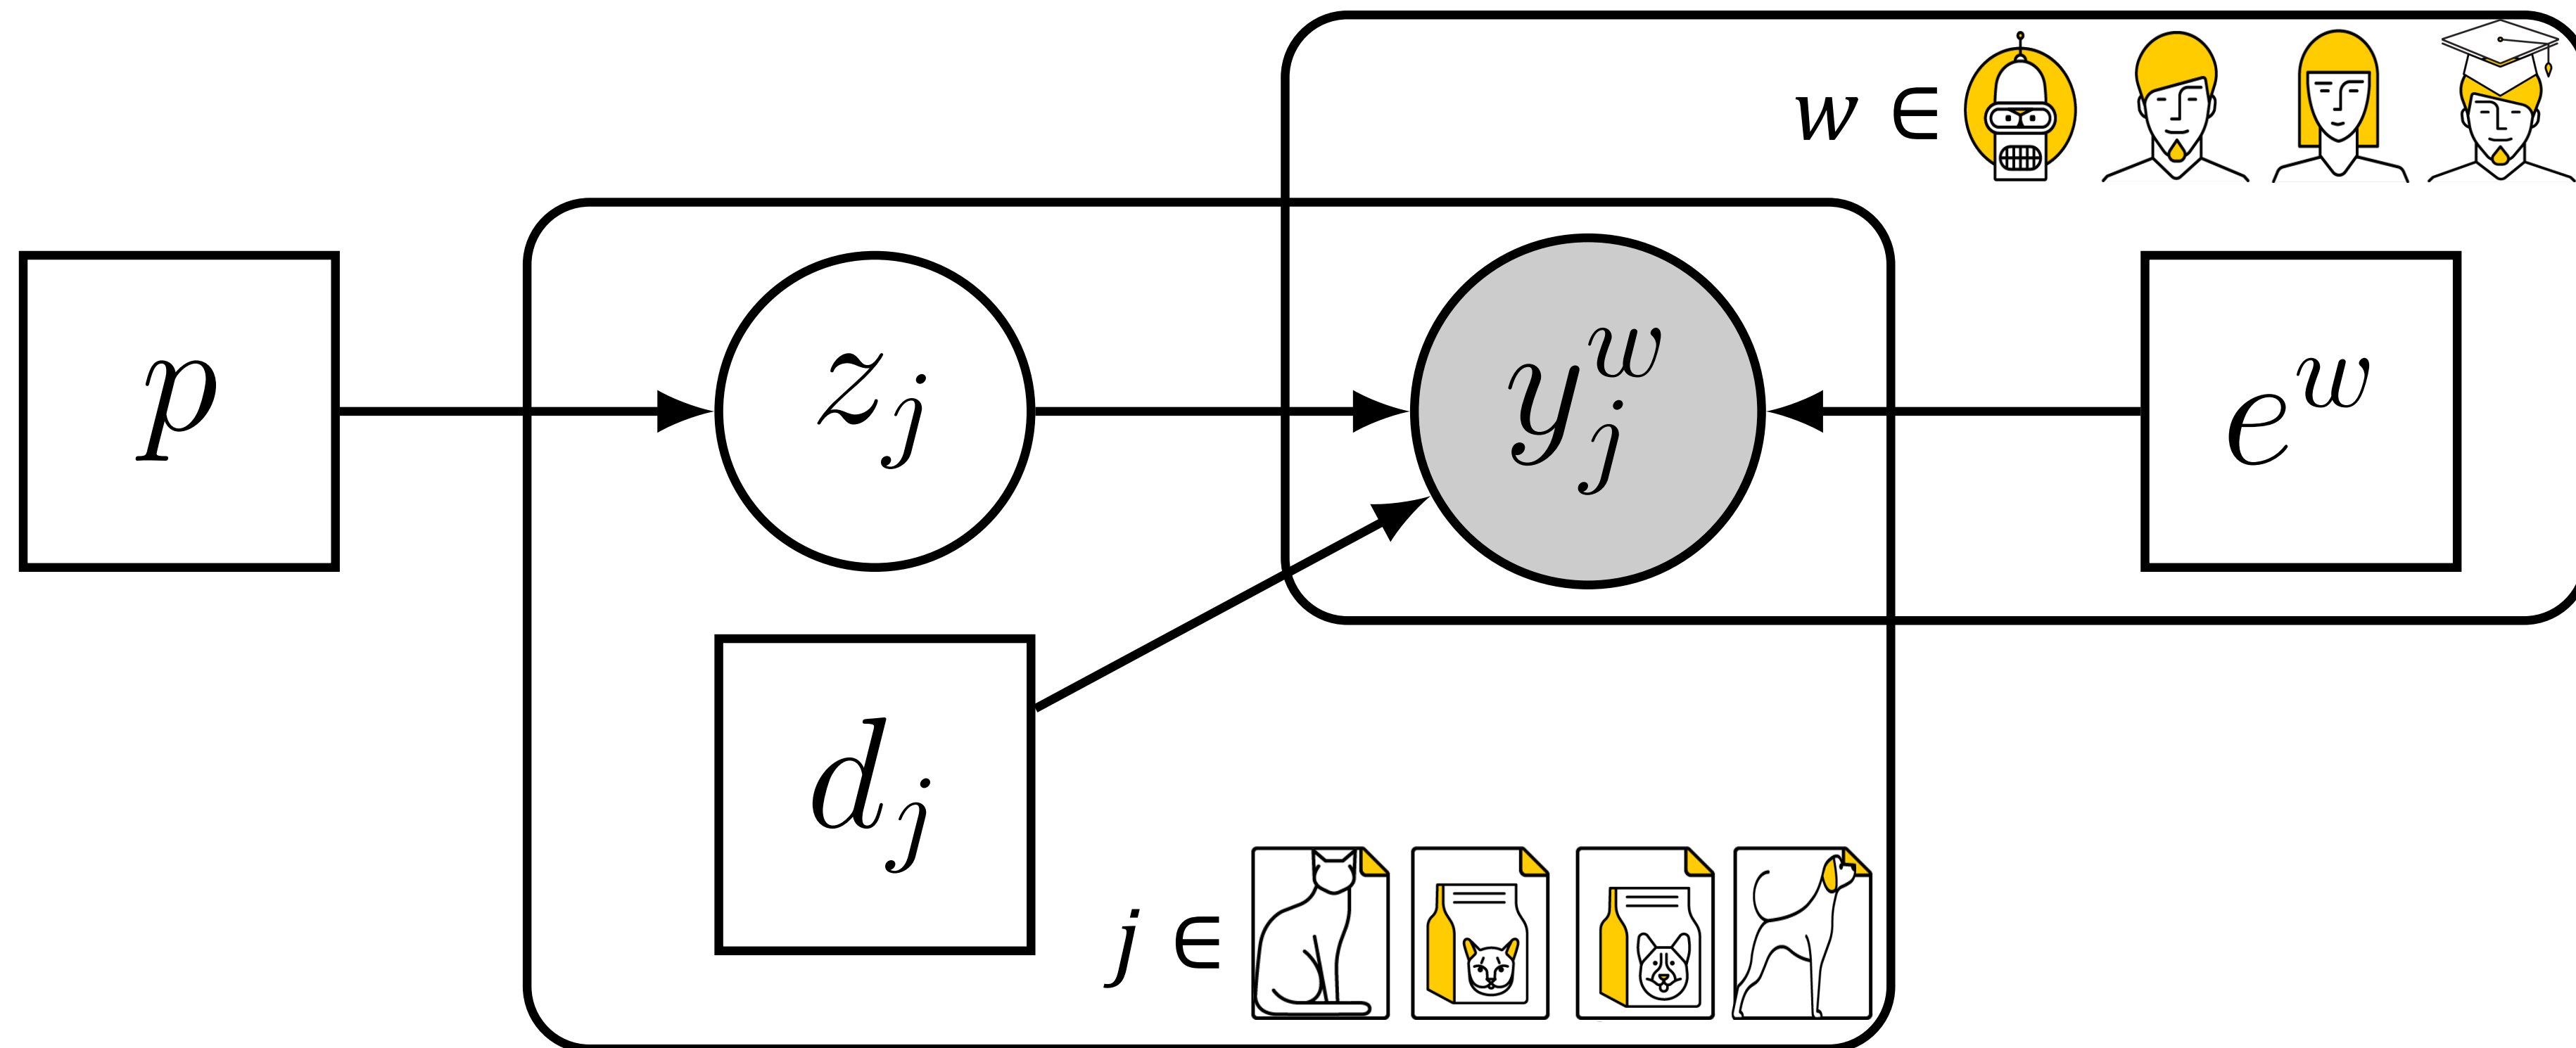 w ∈
p
z_j
y_j^w
e^w
d_j
j ∈